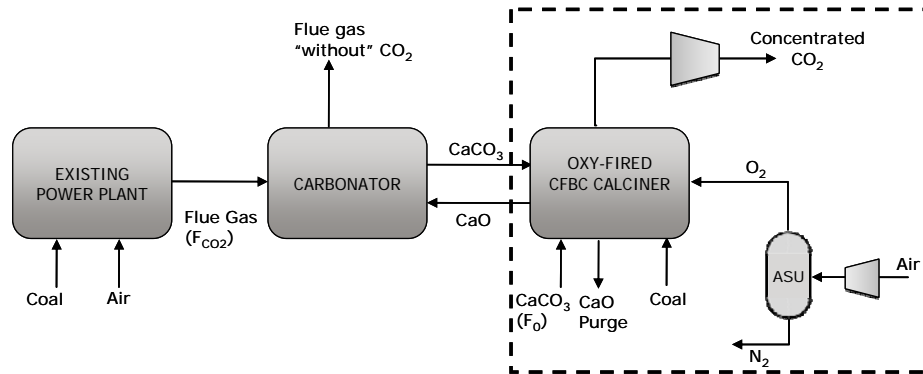 Flue gas
"without" CO2
Concentrated
CO2
EXISTING
POWER PLANT
CARBONATOR
CaCO3
CaO
OXY-FIRED
CFBC CALCINER
O2
Flue Gas
(FCO2)
ASU
Air
Coal
Air
CaCO3
(F0)
CaO
Purge
Coal
N2